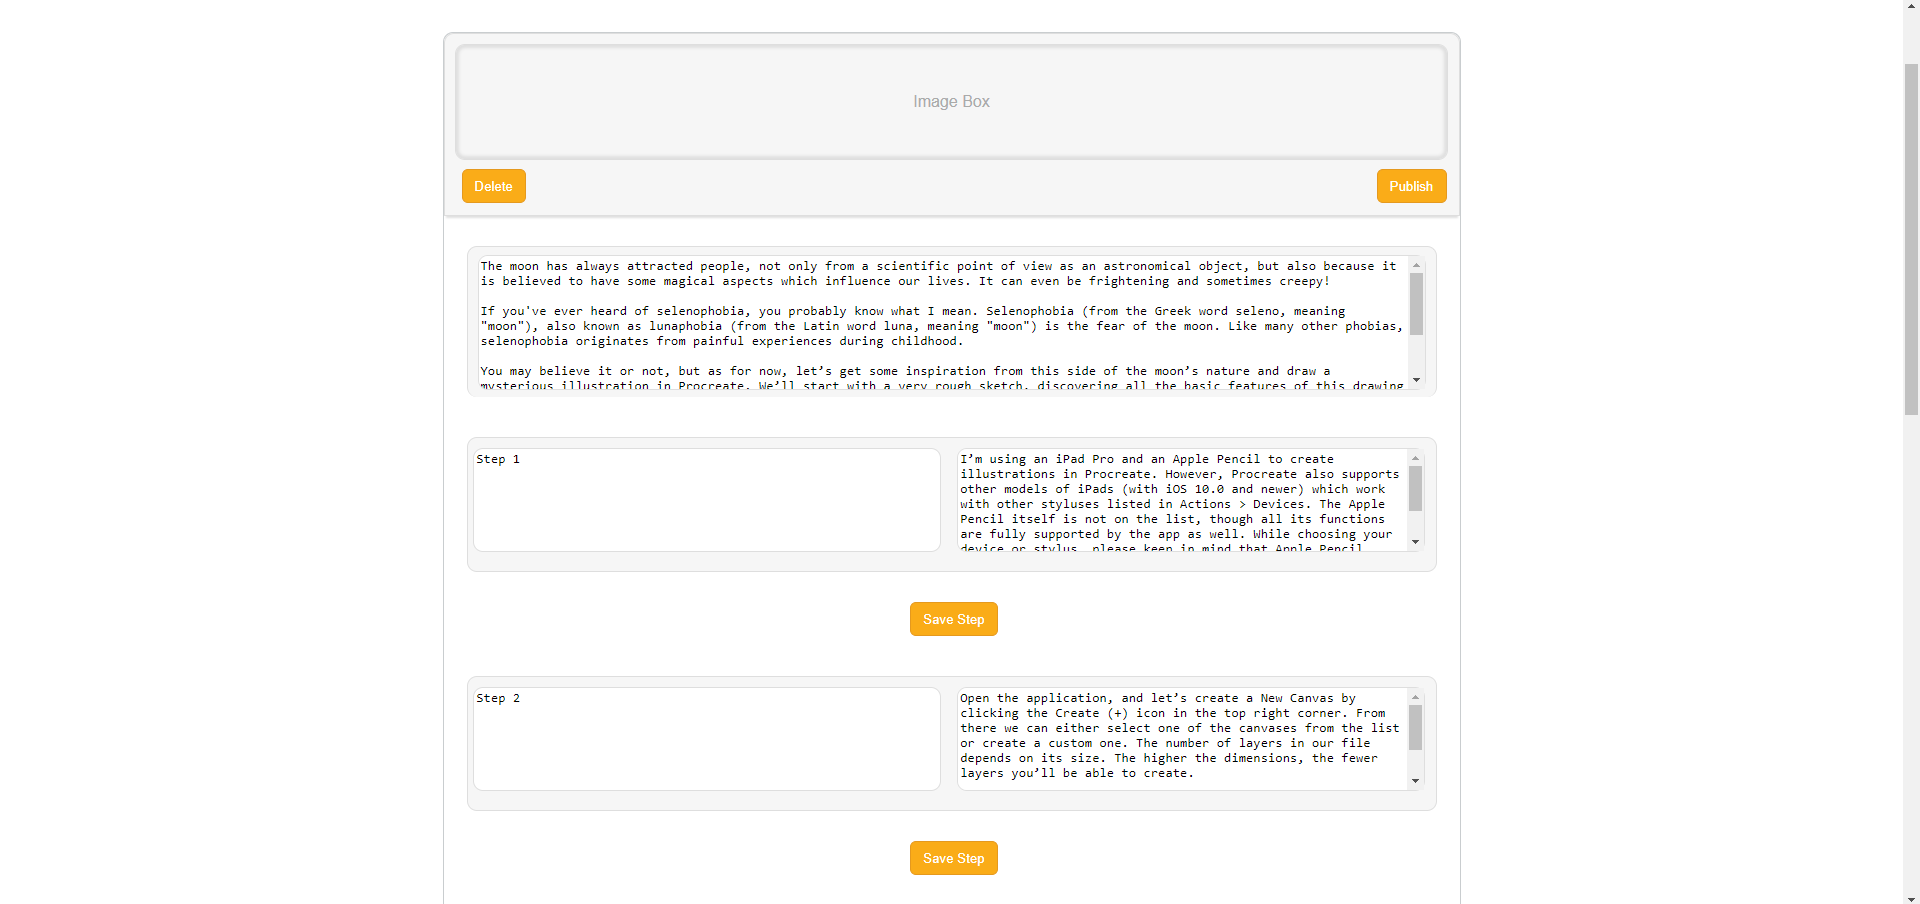 Image Box
Delete
Publish
The moon has always attracted people, not only from a scientific point of view as an astronomical object, but also because it
is believed to have some magical aspects which influence our lives. It can even be frightening and sometimes creepy!
If you've ever heard of selenophobia, you probably know what I mean. Selenophobia (from the Greek word seleno, meaning
"moon"), also known as lunaphobia (from the Latin word luna, meaning "moon") is the fear of the moon. Like many other phobias,
selenophobia originates from painful experiences during childhood.
You may believe it or not, but as for now, let’s get some inspiration from this side of the moon’s nature and draw a
mysterious illustration in Procreate. We’ll start with a very rough sketch, discovering all the basic features of this drawing
Step 1
I’m using an iPad Pro and an Apple Pencil to create
illustrations in Procreate. However, Procreate also supports
other models of iPads (with iOS 10.0 and newer) which work
with other styluses listed in Actions > Devices. The Apple
Pencil itself is not on the list, though all its functions
are fully supported by the app as well. While choosing your
device or stylus, please keep in mind that Apple Pencil
Save Step
Step 2
Open the application, and let’s create a New Canvas by
clicking the Create (+) icon in the top right corner. From
there we can either select one of the canvases from the list
or create a custom one. The number of layers in our file
depends on its size. The higher the dimensions, the fewer
layers you’ll be able to create.
Save Step